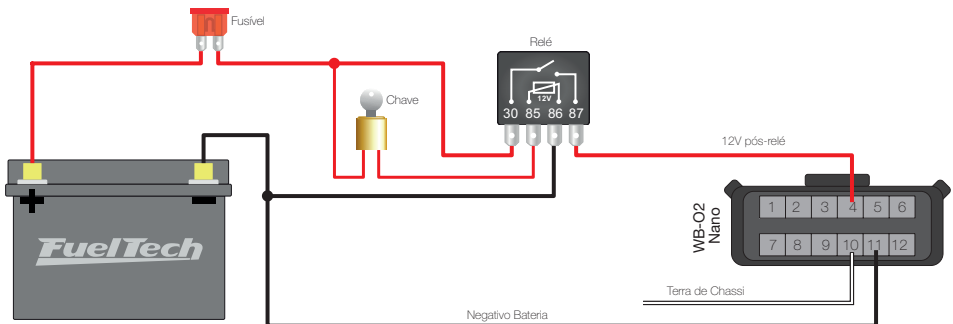 Fusível
Relé
Chave
12V
30 85 86 87
12V pós-relé
+ -
FuelTech
WB-O2
Nano
1 2 3 4 5 6
7 8 9 10 11 12
Terra de Chassi
Negativo Bateria